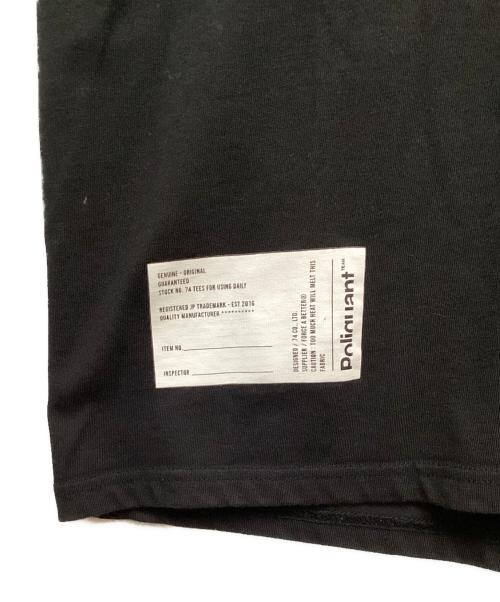 GENUINE - ORIGINAL
GUARANTEED
STOCK NO. 74 TEES FOR USING DAILY
REGISTERED JP TRADEMARK - EST 2016
QUALITY MANUFACTURER **********
ITEM NO.
INSPECTOR
DESIGNED / 74 CO., LTD.
SUPPLIER / FORCE A BETTER®
CAUTION : TOO MUCH HEAT WILL MELT THIS
FABRIC
Poliquant TEAM